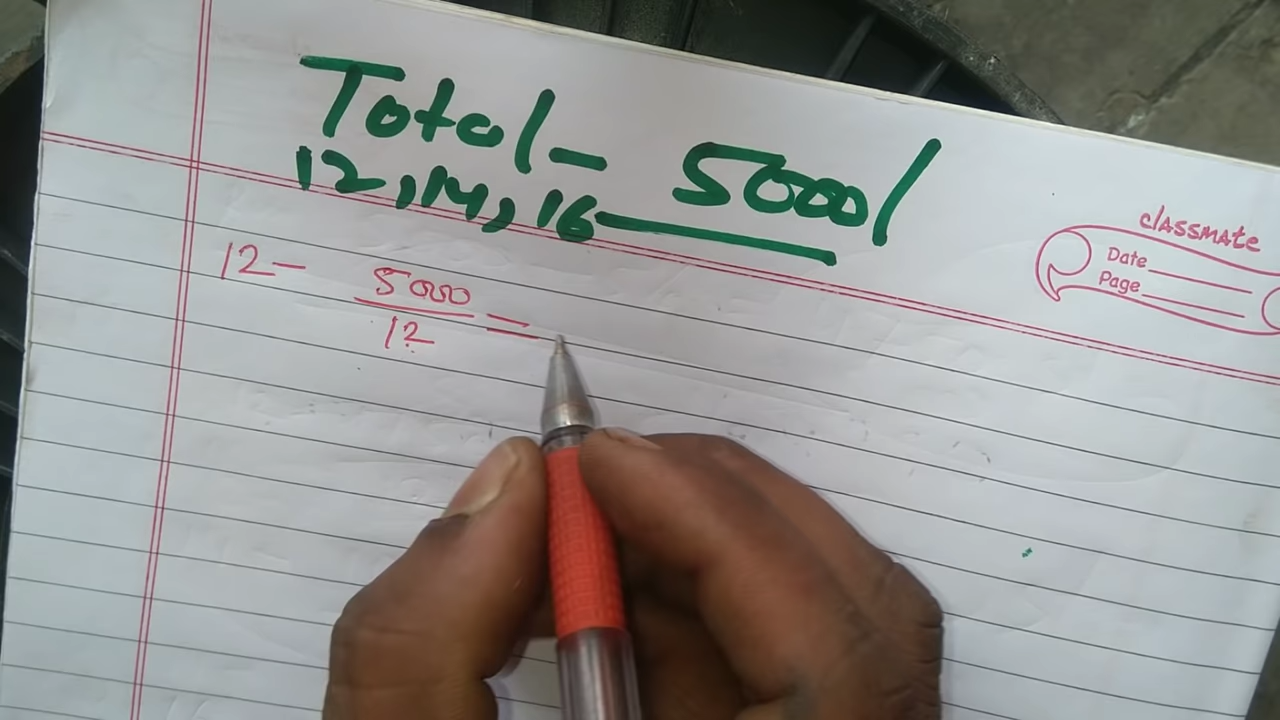 Total - 5000/
12, 14, 16
classmate
Date
Page
12 - 5000
12 =